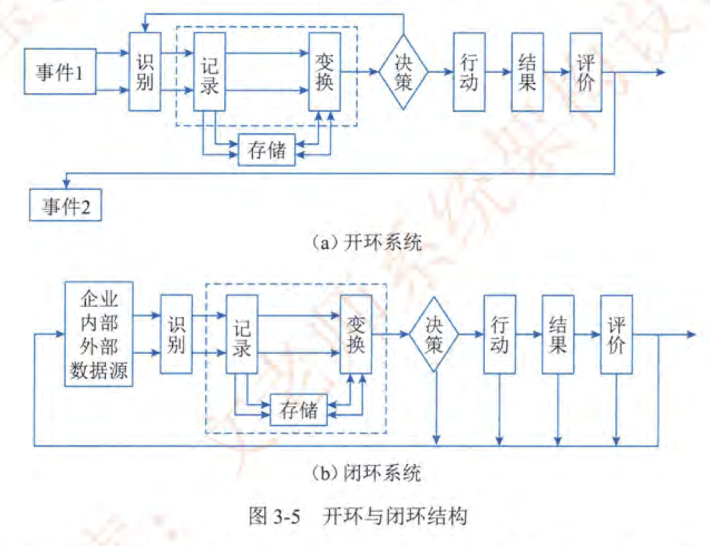 事件1
识别
记录
变换
存储
决策
行动
结果
评价
事件2
(a)开环系统
企业
内部
外部
数据源
识别
记录
变换
存储
决策
行动
结果
评价
(b)闭环系统
图 3-5 开环与闭环结构